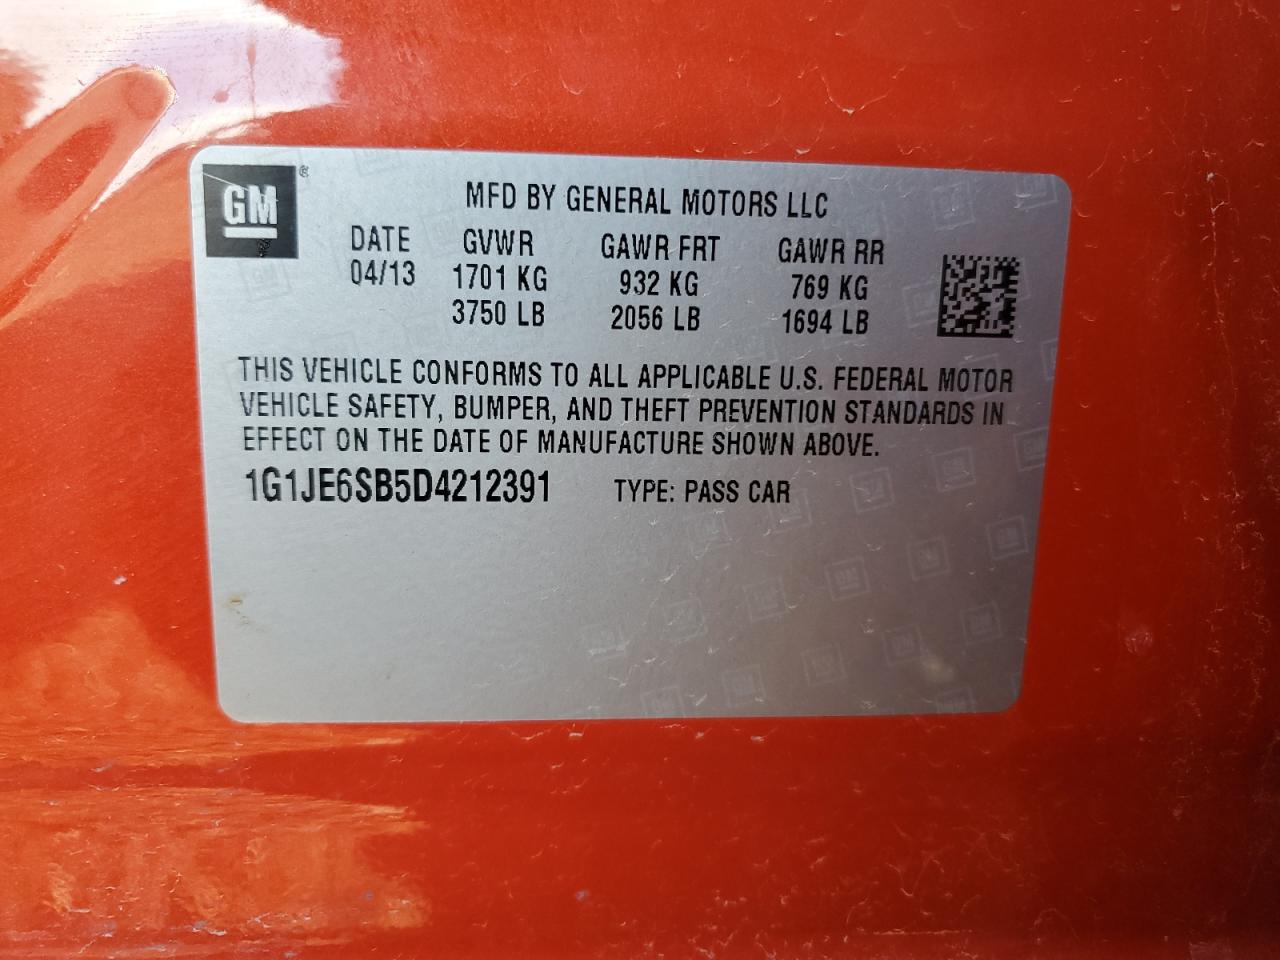 GM ®
MFD BY GENERAL MOTORS LLC
DATE GVWR GAWR FRT GAWR RR
04/13 1701 KG 932 KG 769 KG
3750 LB 2056 LB 1694 LB
THIS VEHICLE CONFORMS TO ALL APPLICABLE U.S. FEDERAL MOTOR
VEHICLE SAFETY, BUMPER, AND THEFT PREVENTION STANDARDS IN
EFFECT ON THE DATE OF MANUFACTURE SHOWN ABOVE.
1G1JE6SB5D4212391 TYPE: PASS CAR